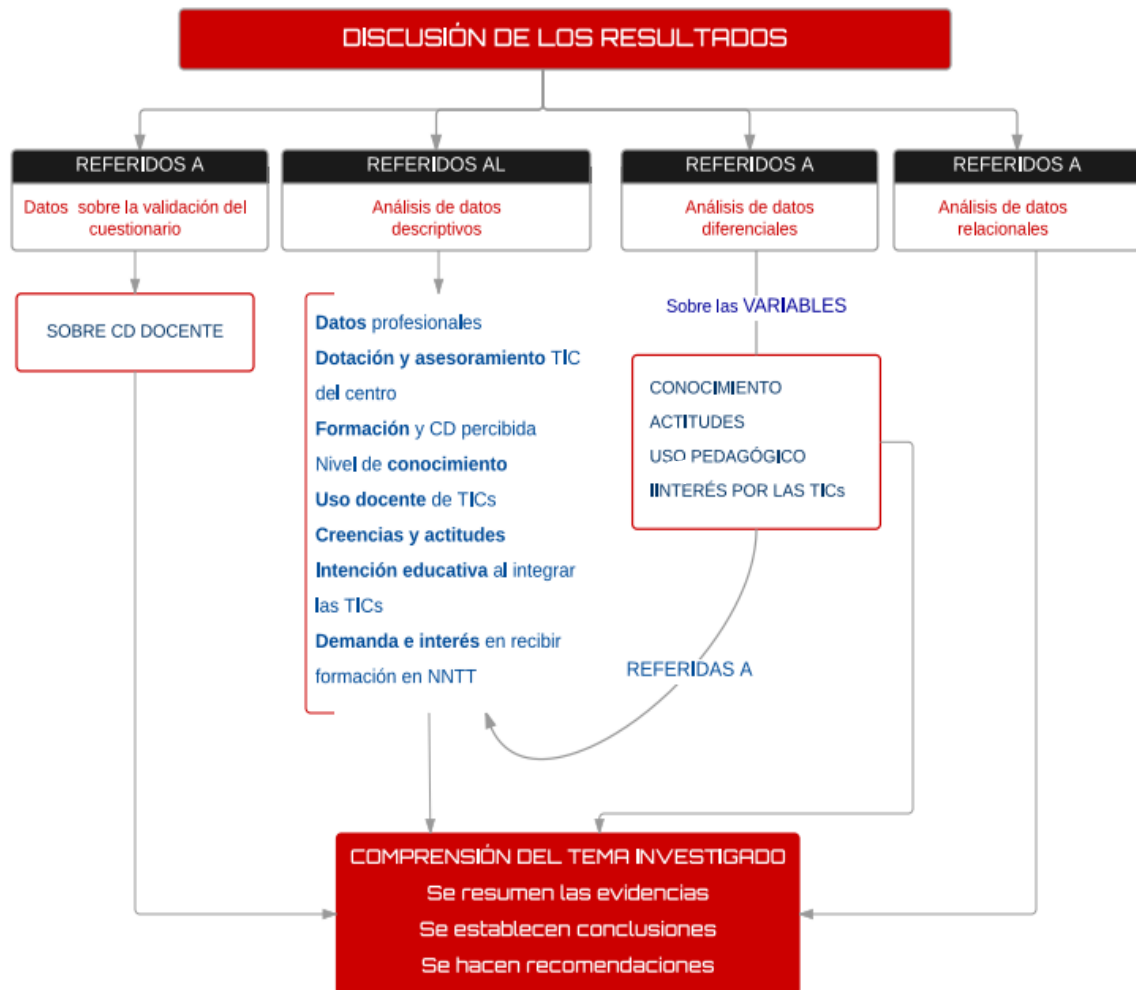 DISCUSIÓN DE LOS RESULTADOS
REFERIDOS A
Datos sobre la validación del
cuestionario
SOBRE CD DOCENTE
REFERIDOS AL
Análisis de datos
descriptivos
Datos profesionales
Dotación y asesoramiento TIC
del centro
Formación y CD percibida
Nivel de conocimiento
Uso docente de TICs
Creencias y actitudes
Intención educativa al integrar
las TICs
Demanda e interés en recibir
formación en NNTT
REFERIDOS A
Análisis de datos
diferenciales
Sobre las VARIABLES
CONOCIMIENTO
ACTITUDES
USO PEDAGÓGICO
IINTERÉS POR LAS TICs
REFERIDAS A
REFERIDOS A
Análisis de datos
relacionales
COMPRENSIÓN DEL TEMA INVESTIGADO
Se resumen las evidencias
Se establecen conclusiones
Se hacen recomendaciones